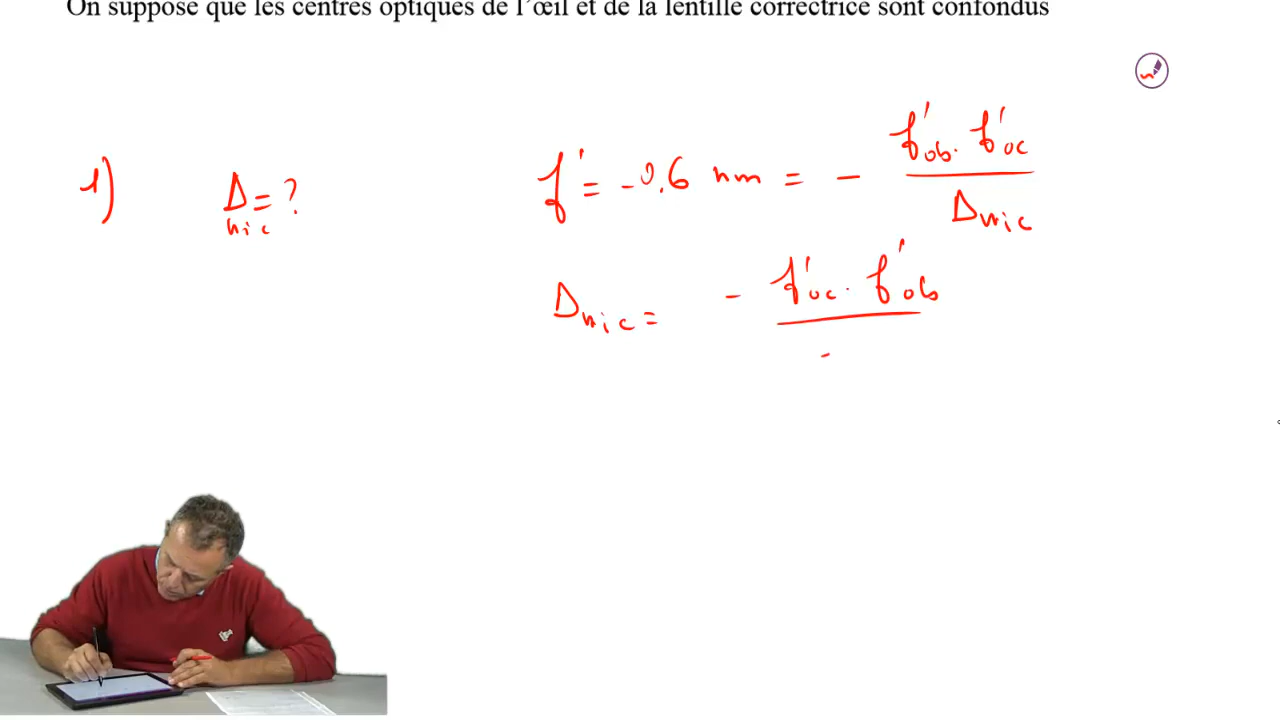 On suppose que les centres optiques de l'œil et de la lentille correctrice sont confondus
1) Δmic = ? f' = -0.6 mm = - f'ob . f'oc / Δmic
Δmic = - f'oc . f'ob / -